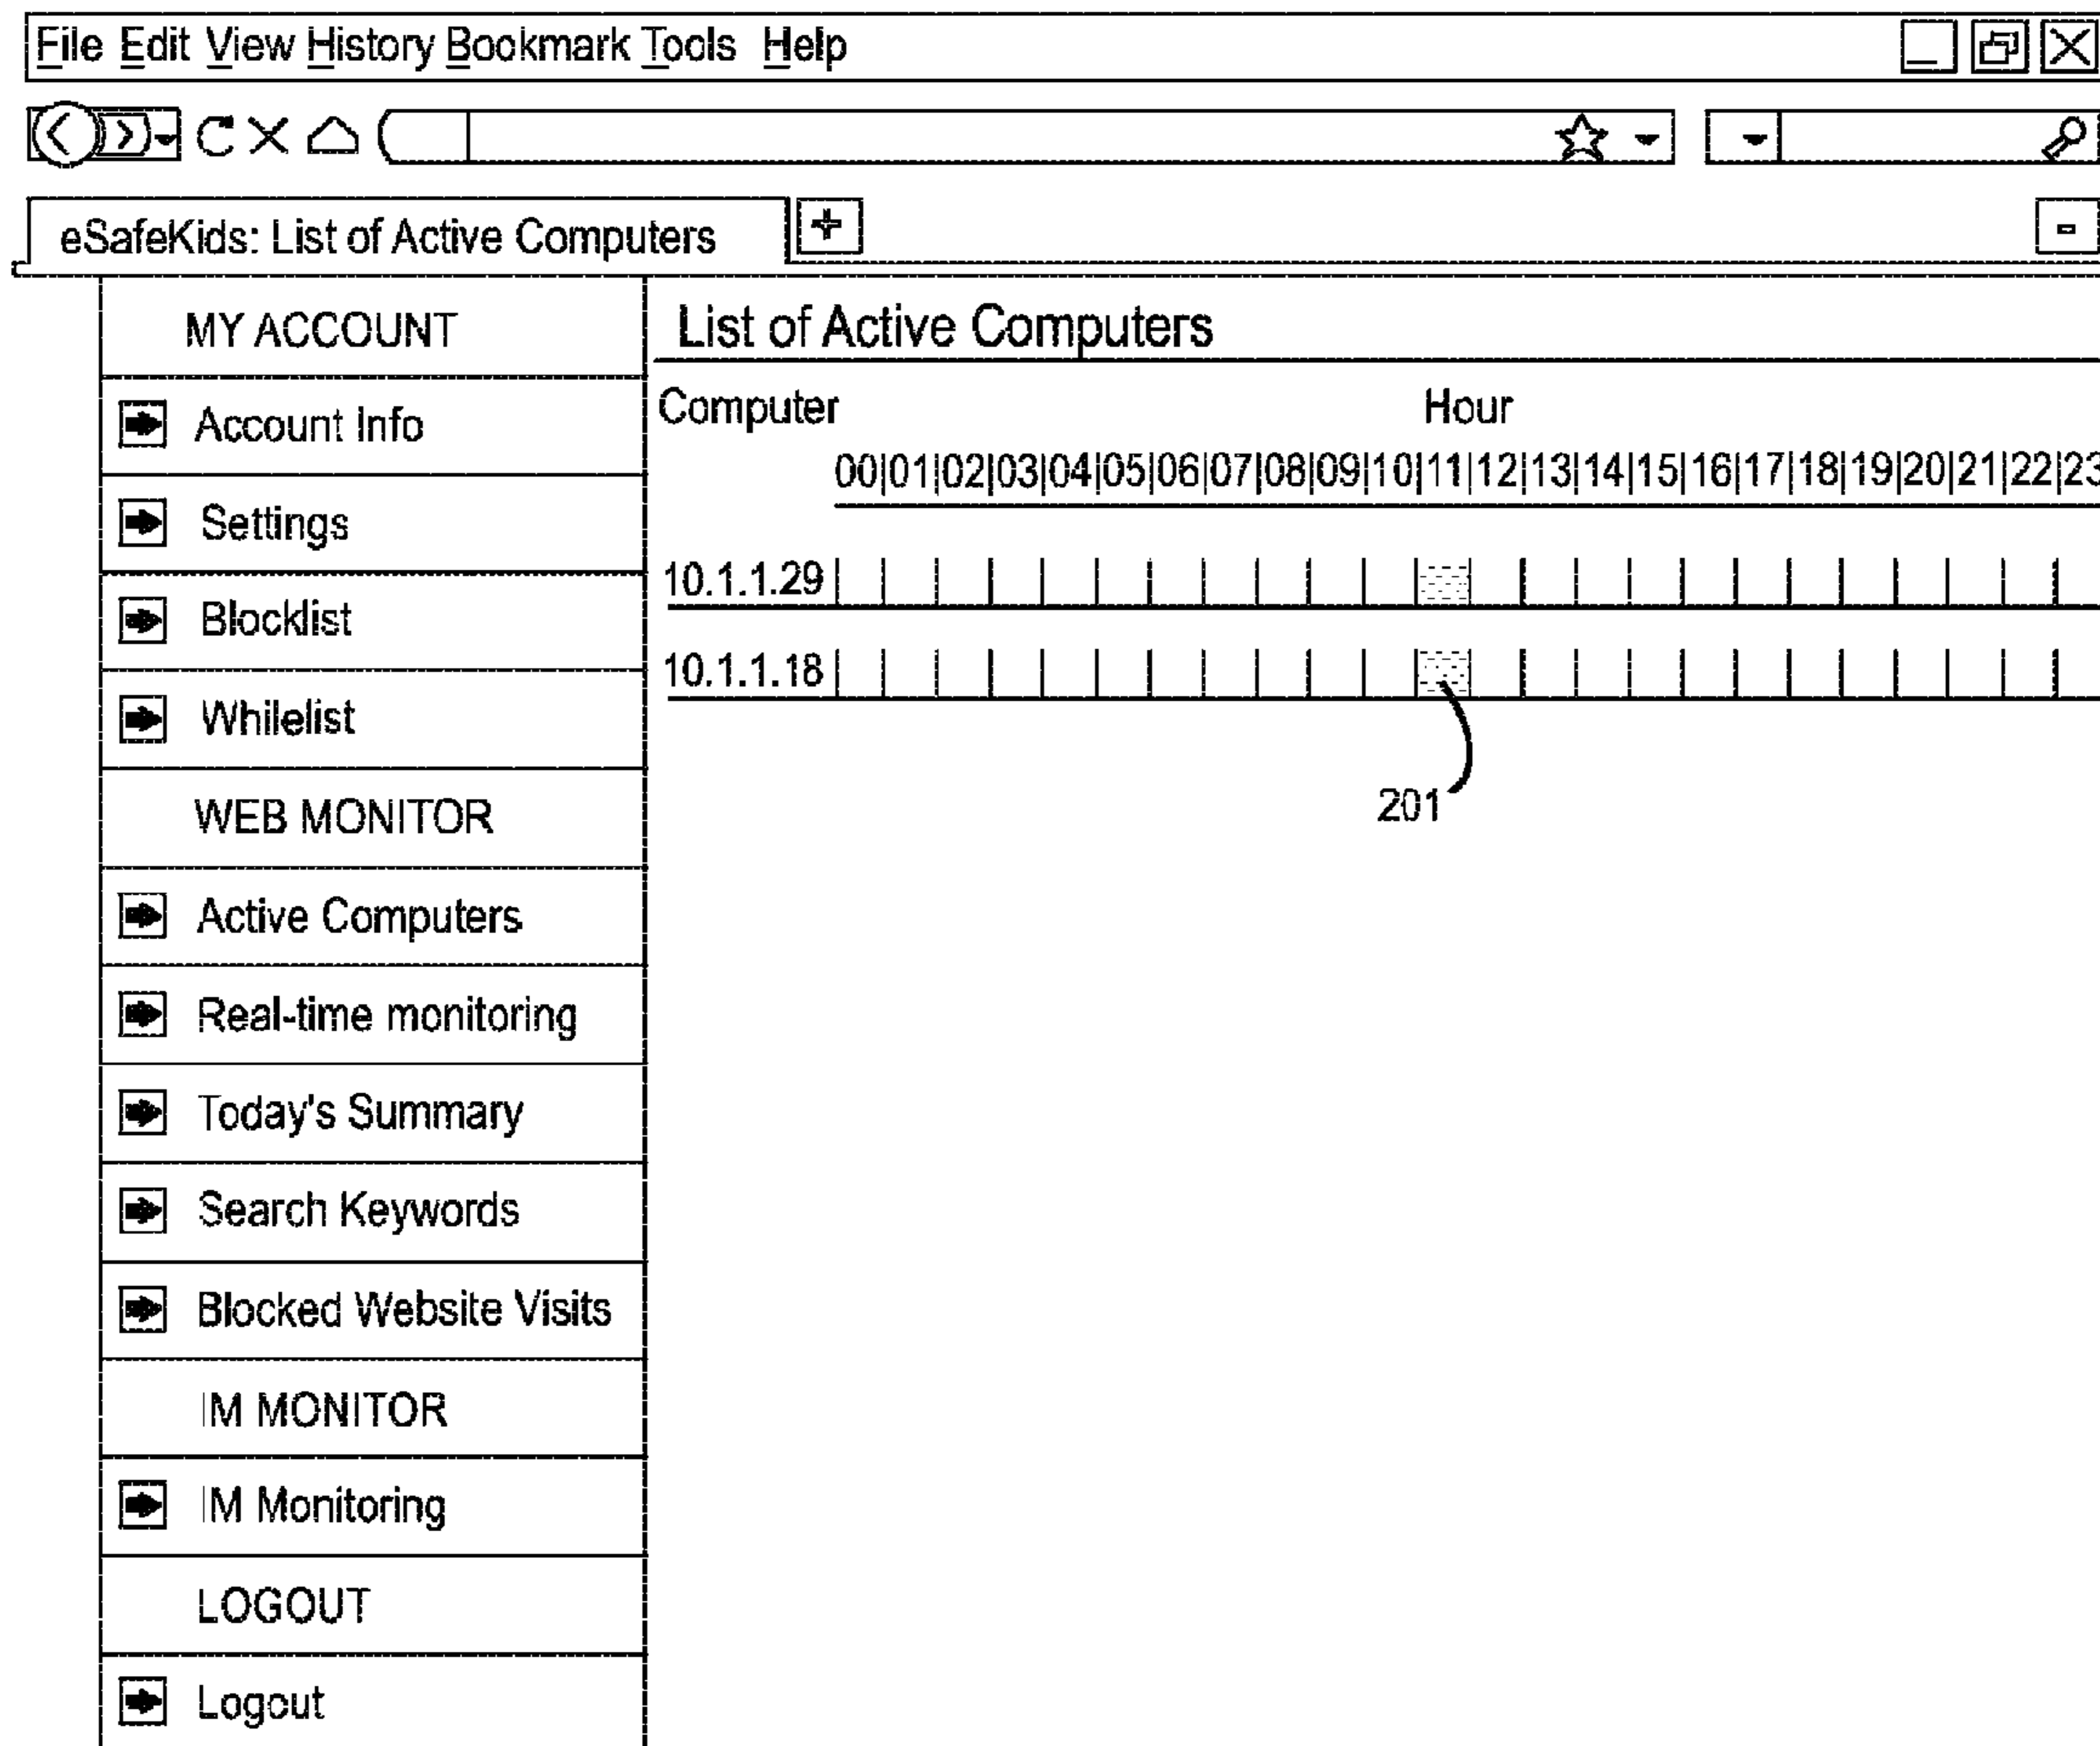 File Edit View History Bookmark Tools Help
eSafeKids: List of Active Computers
MY ACCOUNT
Account Info
Settings
Blocklist
Whilelist
WEB MONITOR
Active Computers
Real-time monitoring
Today's Summary
Search Keywords
Blocked Website Visits
IM MONITOR
IM Monitoring
LOGOUT
Logout
List of Active Computers
Computer Hour
00|01|02|03|04|05|06|07|08|09|10|11|12|13|14|15|16|17|18|19|20|21|22|23
10.1.1.29
10.1.1.18
201